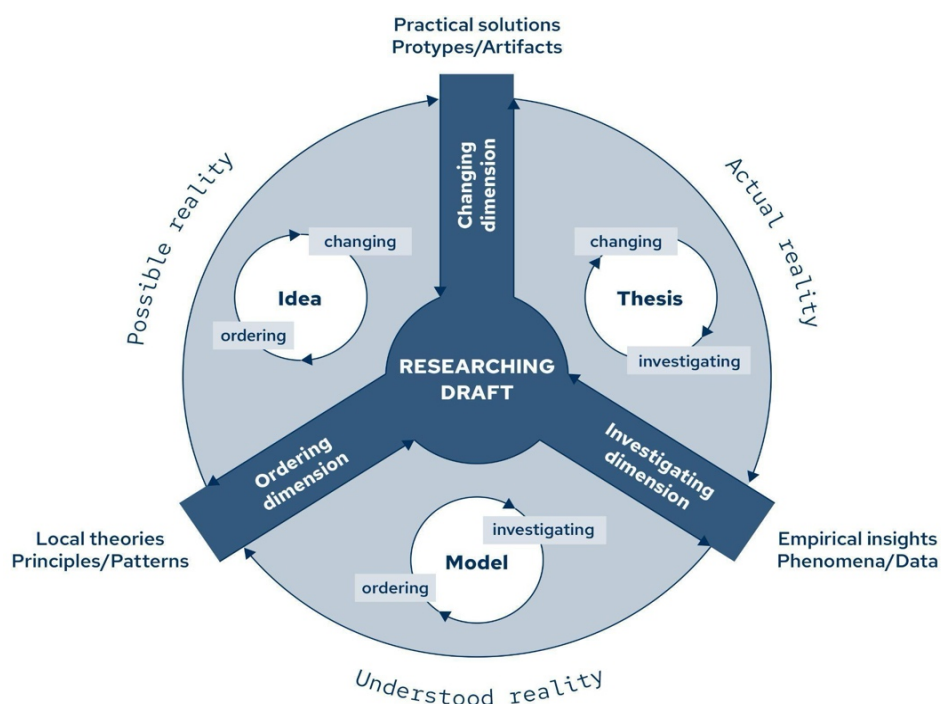 Practical solutions
Protypes/Artifacts
Changing
dimension
Possible reality
Actual reality
changing
Idea
ordering
changing
Thesis
investigating
RESEARCHING
DRAFT
Ordering
dimension
Investigating
dimension
investigating
Model
ordering
Local theories
Principles/Patterns
Empirical insights
Phenomena/Data
Understood reality